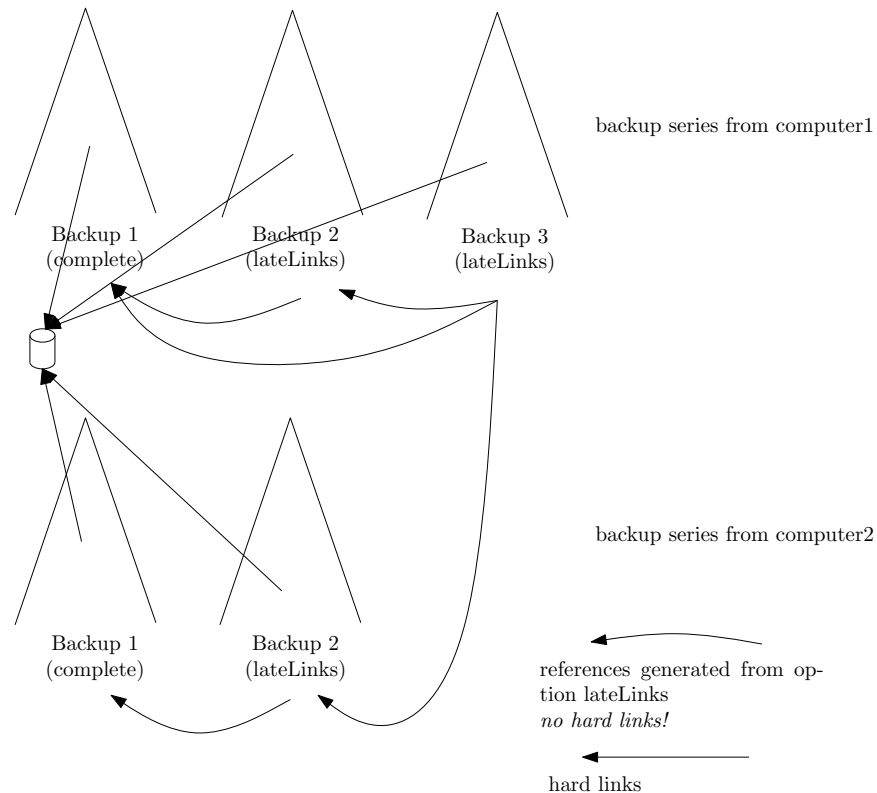 backup series from computer1
Backup 1
(complete)
Backup 2
(lateLinks)
Backup 3
(lateLinks)
backup series from computer2
Backup 1
(complete)
Backup 2
(lateLinks)
references generated from op-
tion lateLinks
no hard links!
hard links